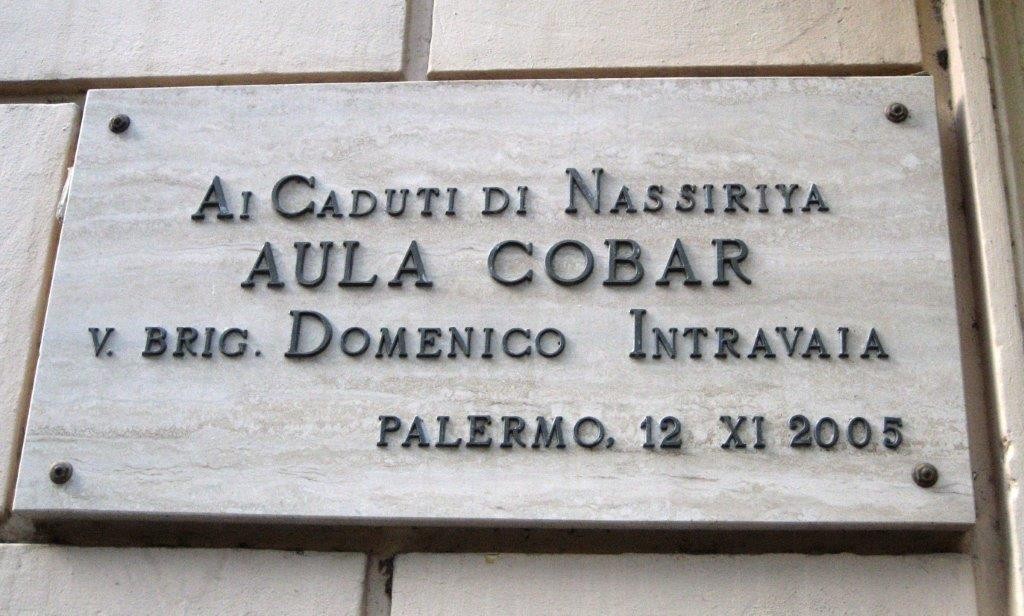 Ai Caduti di Nassiriya
AULA COBAR
V. BRIG. Domenico Intravaia
PALERMO, 12 XI 2005